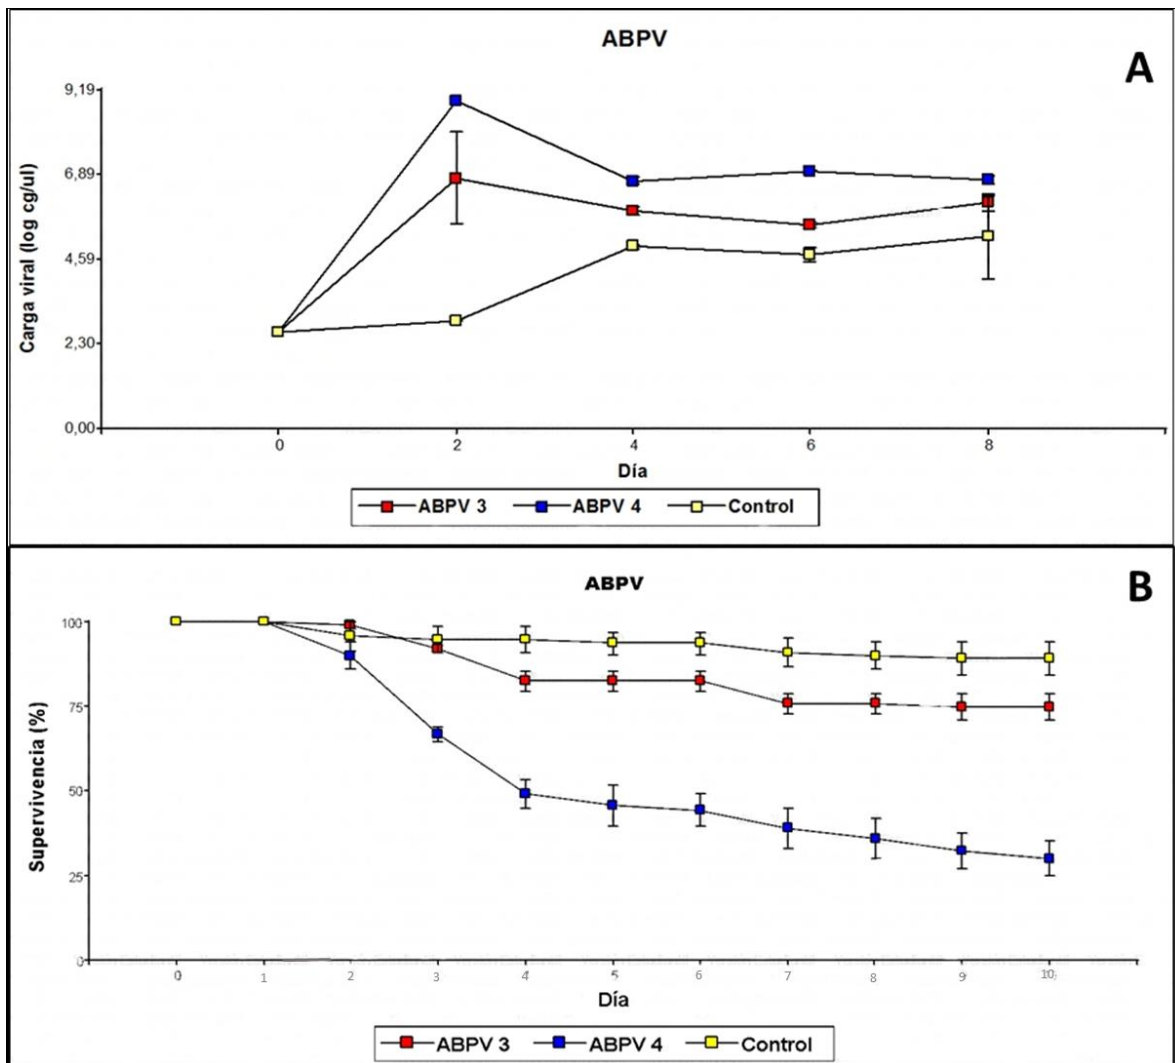 ABPV
A
9,19
6,89
4,59
2,30
0,00
Carga viral (log cg/ul)
0 2 4 6 8
Día
ABPV 3 ABPV 4 Control
ABPV
B
100
75
50
25
0
Supervivencia (%)
0 1 2 3 4 5 6 7 8 9 10
Día
ABPV 3 ABPV 4 Control